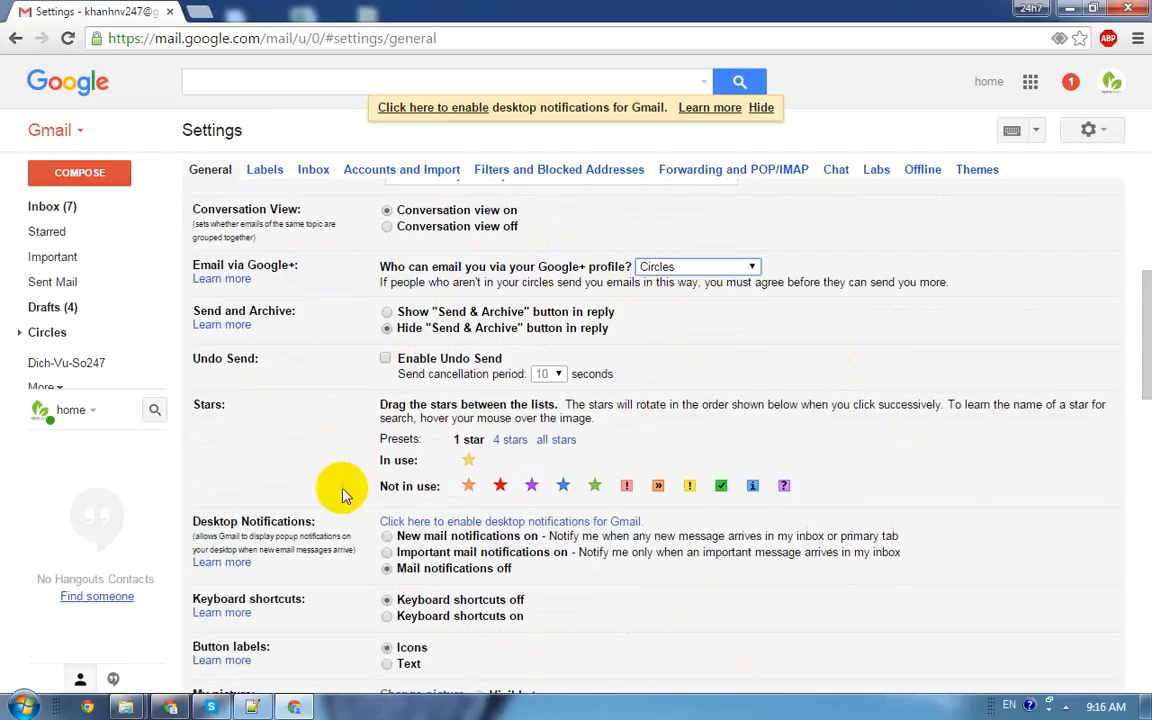 Settings - khanhnv247@g
24h7
https://mail.google.com/mail/u/0/#settings/general
ABP
Google
home
1
Click here to enable desktop notifications for Gmail. Learn more Hide
Gmail
Settings
COMPOSE
General Labels Inbox Accounts and Import Filters and Blocked Addresses Forwarding and POP/IMAP Chat Labs Offline Themes
Inbox (7)
Starred
Important
Sent Mail
Drafts (4)
Circles
Dich-Vu-So247
More
home
No Hangouts Contacts
Find someone
Conversation View:
(sets whether emails of the same topic are
grouped together)
Conversation view on
Conversation view off
Email via Google+:
Learn more
Who can email you via your Google+ profile? Circles
If people who aren't in your circles send you emails in this way, you must agree before they can send you more.
Send and Archive:
Learn more
Show "Send & Archive" button in reply
Hide "Send & Archive" button in reply
Undo Send:
Enable Undo Send
Send cancellation period: 10 seconds
Stars:
Drag the stars between the lists. The stars will rotate in the order shown below when you click successively. To learn the name of a star for
search, hover your mouse over the image.
Presets: 1 star 4 stars all stars
In use:
Not in use: ! » ! i ?
Desktop Notifications:
(allows Gmail to display popup notifications on
your desktop when new email messages arrive)
Learn more
Click here to enable desktop notifications for Gmail.
New mail notifications on - Notify me when any new message arrives in my inbox or primary tab
Important mail notifications on - Notify me only when an important message arrives in my inbox
Mail notifications off
Keyboard shortcuts:
Learn more
Keyboard shortcuts off
Keyboard shortcuts on
Button labels:
Learn more
Icons
Text
EN
9:16 AM